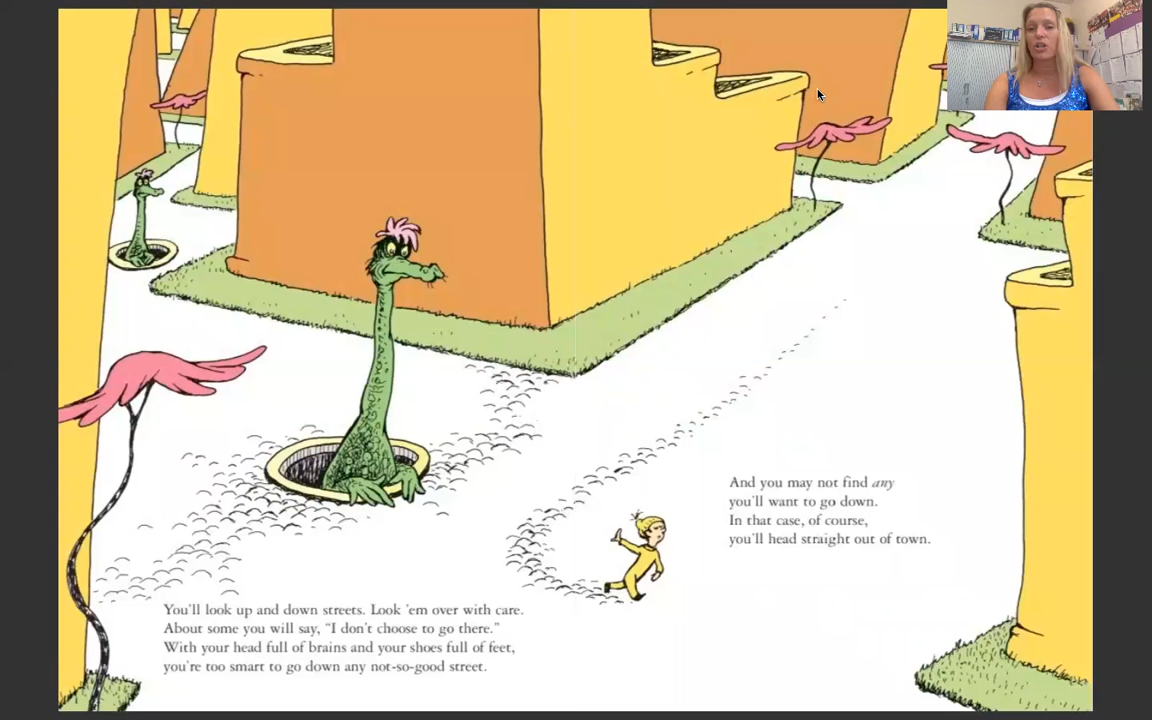 You'll look up and down streets. Look 'em over with care.
About some you will say, "I don't choose to go there."
With your head full of brains and your shoes full of feet,
you're too smart to go down any not-so-good street.
And you may not find any
you'll want to go down.
In that case, of course,
you'll head straight out of town.